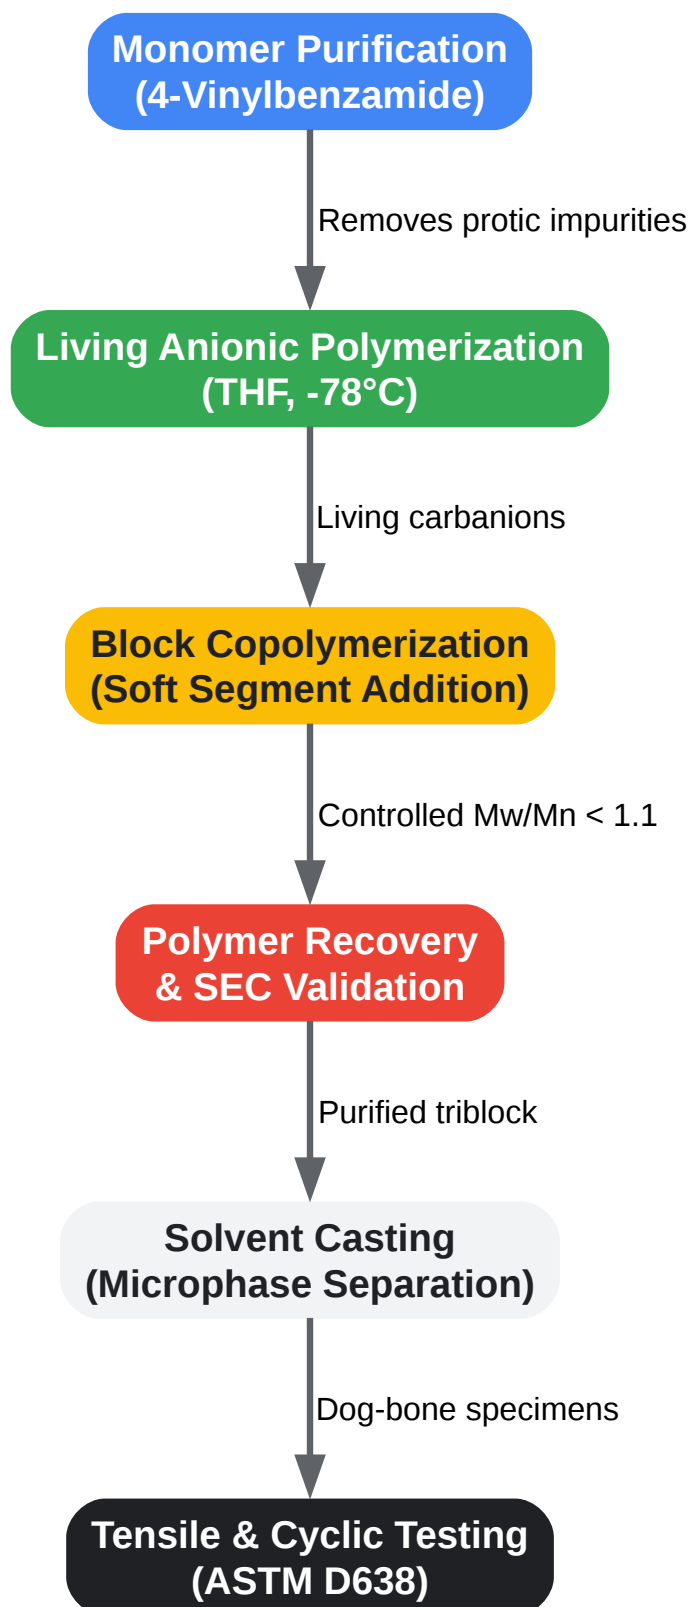 Monomer Purification
(4-Vinylbenzamide)
Removes protic impurities
Living Anionic Polymerization
(THF, -78°C)
Living carbanions
Block Copolymerization
(Soft Segment Addition)
Controlled Mw/Mn < 1.1
Polymer Recovery
& SEC Validation
Purified triblock
Solvent Casting
(Microphase Separation)
Dog-bone specimens
Tensile & Cyclic Testing
(ASTM D638)